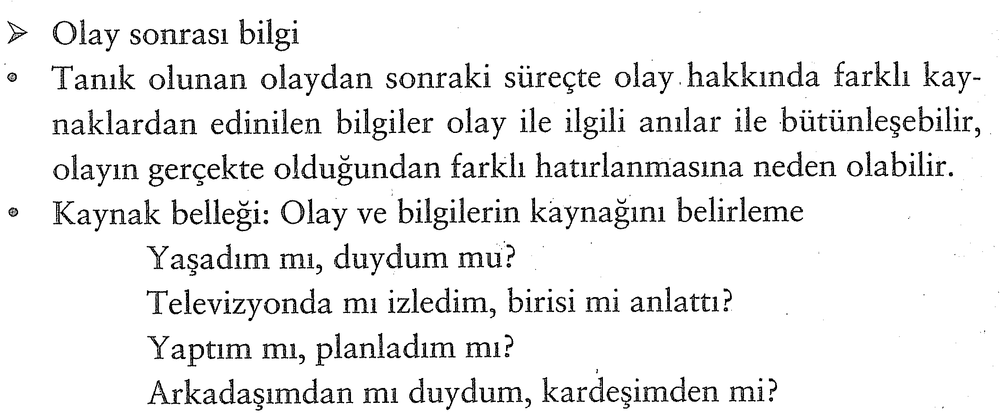 ➢ Olay sonrası bilgi
• Tanık olunan olaydan sonraki süreçte olay hakkında farklı kay-
naklardan edinilen bilgiler olay ile ilgili anılar ile bütünleşebilir,
olayın gerçekte olduğundan farklı hatırlanmasına neden olabilir.
• Kaynak belleği: Olay ve bilgilerin kaynağını belirleme
Yaşadım mı, duydum mu?
Televizyonda mı izledim, birisi mi anlattı?
Yaptım mı, planladım mı?
Arkadaşımdan mı duydum, kardeşimden mi?